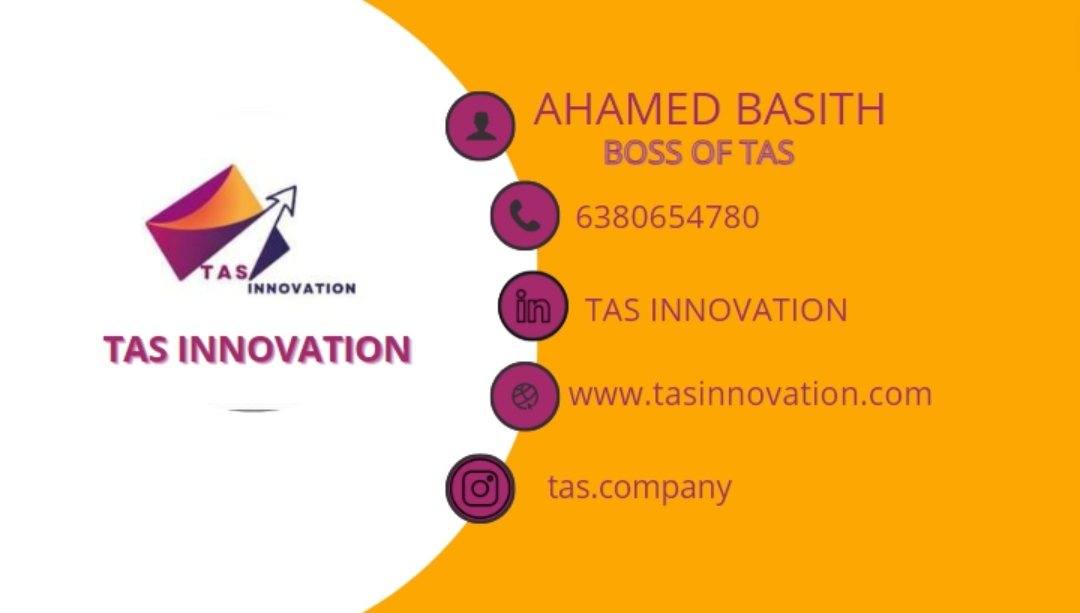 TAS
INNOVATION
TAS INNOVATION
AHAMED BASITH
BOSS OF TAS
6380654780
TAS INNOVATION
www.tasinnovation.com
tas.company